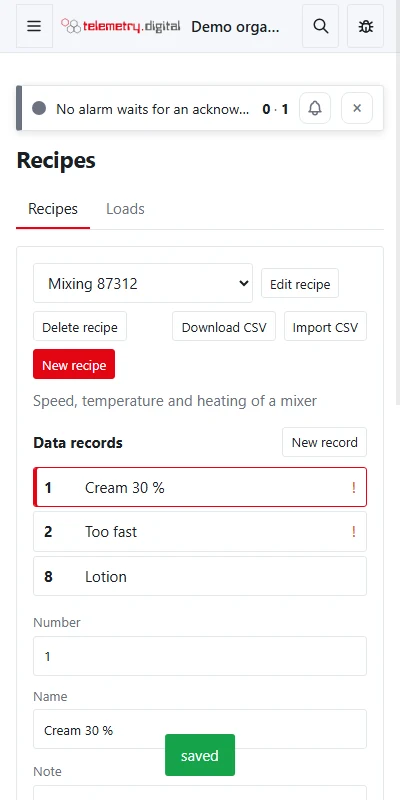 telemetry.digital Demo orga...
No alarm waits for an acknow... 0 · 1 ×
Recipes
Recipes Loads
Mixing 87312 Edit recipe
Delete recipe Download CSV Import CSV
New recipe
Speed, temperature and heating of a mixer
Data records New record
1 Cream 30 % !
2 Too fast !
8 Lotion
Number
1
Name
Cream 30 %
saved
Note